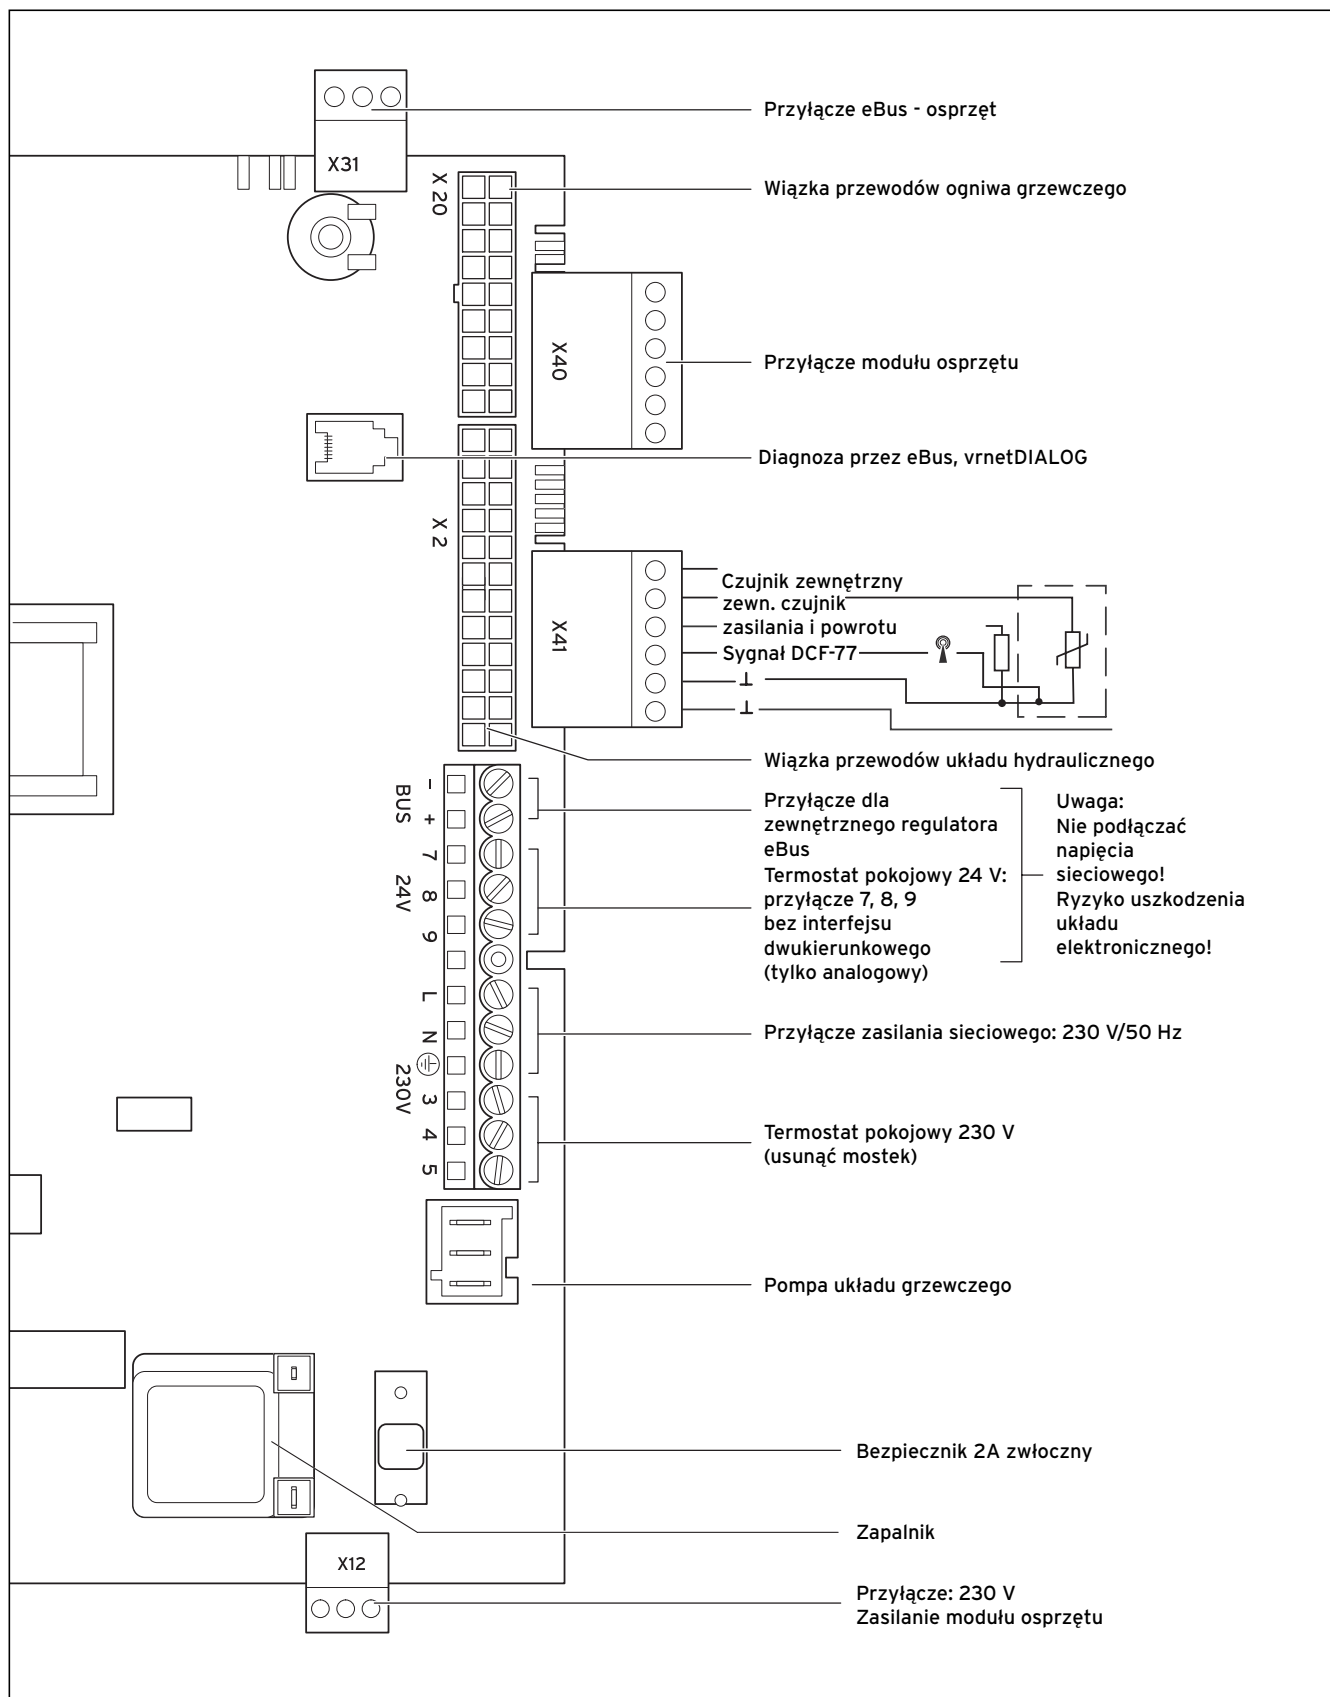 Przyłącze eBus - osprzęt
X31
X 20
Wiązka przewodów ogniwa grzewczego
X40
Przyłącze modułu osprzętu
Diagnoza przez eBus, vrnetDIALOG
X 2
X41
Czujnik zewnętrzny
zewn. czujnik
zasilania i powrotu
Sygnał DCF-77
Wiązka przewodów układu hydraulicznego
BUS
-
+
24V
7
8
9
Przyłącze dla
zewnętrznego regulatora
eBus
Termostat pokojowy 24 V:
przyłącze 7, 8, 9
bez interfejsu
dwukierunkowego
(tylko analogowy)
Uwaga:
Nie podłączać
napięcia
sieciowego!
Ryzyko uszkodzenia
układu
elektronicznego!
L
N
230V
3
4
5
Przyłącze zasilania sieciowego: 230 V/50 Hz
Termostat pokojowy 230 V
(usunąć mostek)
Pompa układu grzewczego
Bezpiecznik 2A zwłoczny
Zapalnik
X12
Przyłącze: 230 V
Zasilanie modułu osprzętu